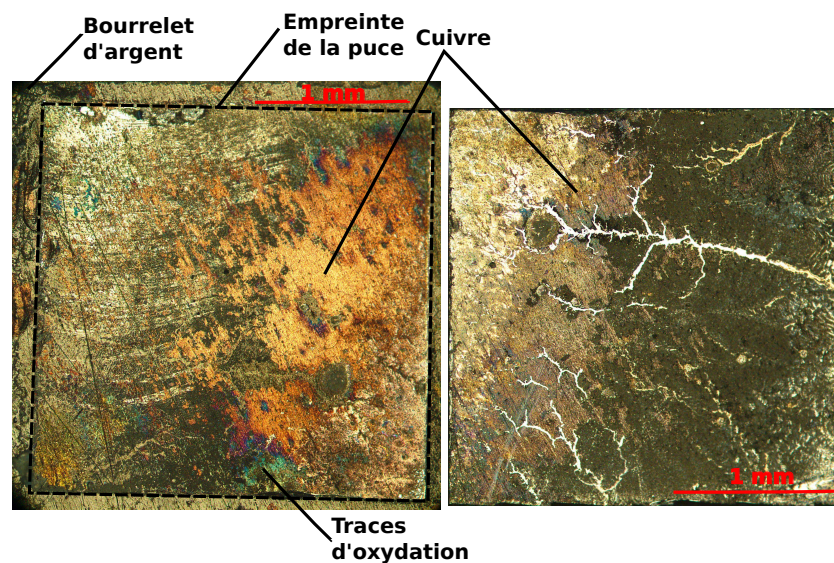 Bourrelet
d'argent
Empreinte
de la puce
Cuivre
1 mm
1 mm
Traces
d'oxydation